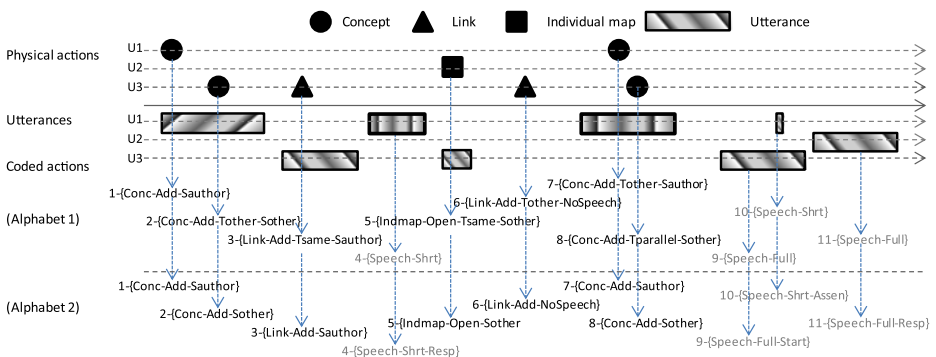 Concept Link Individual map Utterance
Physical actions
U1
U2
U3
Utterances
U1
U2
U3
Coded actions
(Alphabet 1)
1-{Conc-Add-Sauthor}
2-{Conc-Add-Tother-Sother}
3-{Link-Add-Tsame-Sauthor}
4-{Speech-Shrt}
5-{Indmap-Open-Tsame-Sother}
6-{Link-Add-Tother-NoSpeech}
7-{Conc-Add-Tother-Sauthor}
8-{Conc-Add-Tparallel-Sother}
9-{Speech-Full}
10-{Speech-Shrt}
11-{Speech-Full}
(Alphabet 2)
1-{Conc-Add-Sauthor}
2-{Conc-Add-Sother}
3-{Link-Add-Sauthor}
4-{Speech-Shrt-Resp}
5-{Indmap-Open-Sother
6-{Link-Add-NoSpeech}
7-{Conc-Add-Sauthor}
8-{Conc-Add-Sother}
9-{Speech-Full-Start}
10-{Speech-Shrt-Assen}
11-{Speech-Full-Resp}